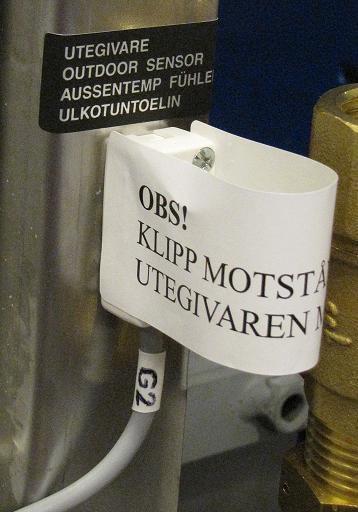 UTEGIVARE
OUTDOOR SENSOR
AUSSENTEMP FÜHLE
ULKOTUNTOELIN
OBS!
KLIPP MOTSTÅ
UTEGIVAREN
G2